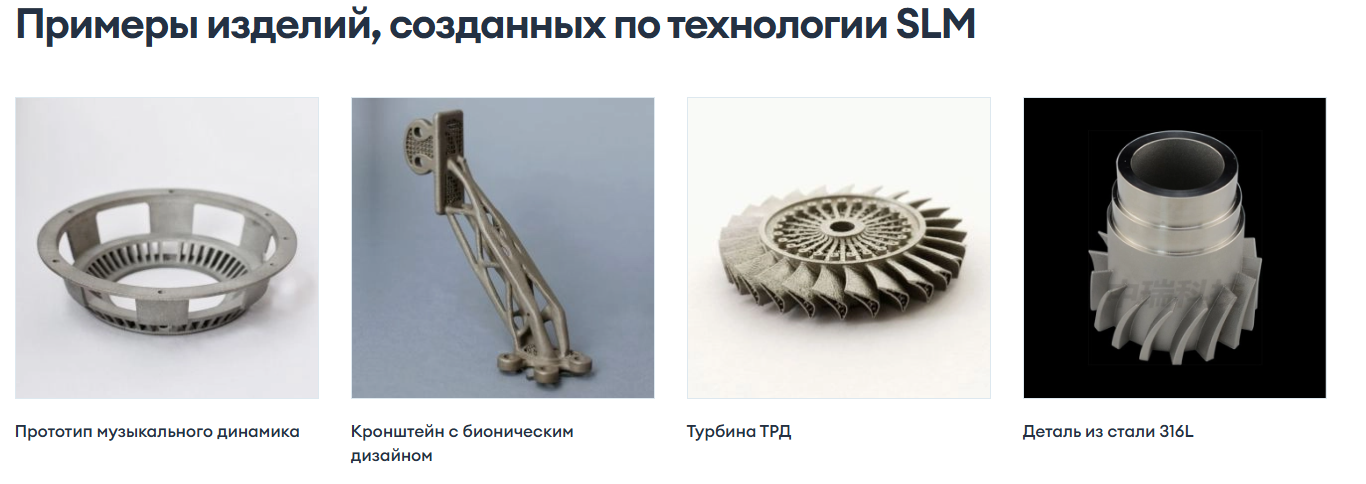 Примеры изделий, созданных по технологии SLM
Прототип музыкального динамика
Кронштейн с бионическим
дизайном
Турбина ТРД
Деталь из стали 316L